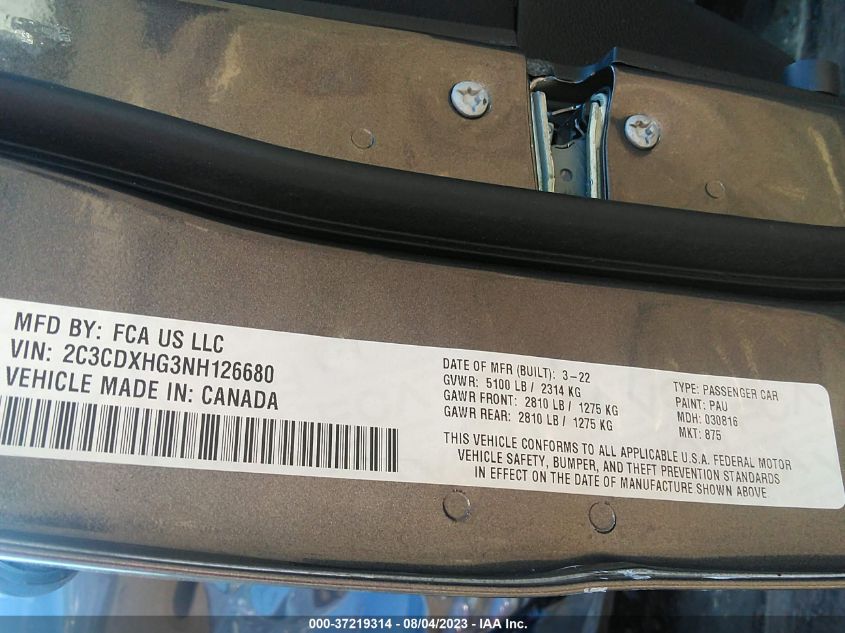 MFD BY: FCA US LLC
VIN: 2C3CDXHG3NH126680
VEHICLE MADE IN: CANADA
DATE OF MFR (BUILT): 3-22
GVWR: 5100 LB / 2314 KG
GAWR FRONT: 2810 LB / 1275 KG
GAWR REAR: 2810 LB / 1275 KG
TYPE: PASSENGER CAR
PAINT: PAU
MDH: 030816
MKT: 875
THIS VEHICLE CONFORMS TO ALL APPLICABLE U.S.A. FEDERAL MOTOR
VEHICLE SAFETY, BUMPER, AND THEFT PREVENTION STANDARDS
IN EFFECT ON THE DATE OF MANUFACTURE SHOWN ABOVE
000-37219314 - 08/04/2023 - IAA Inc.